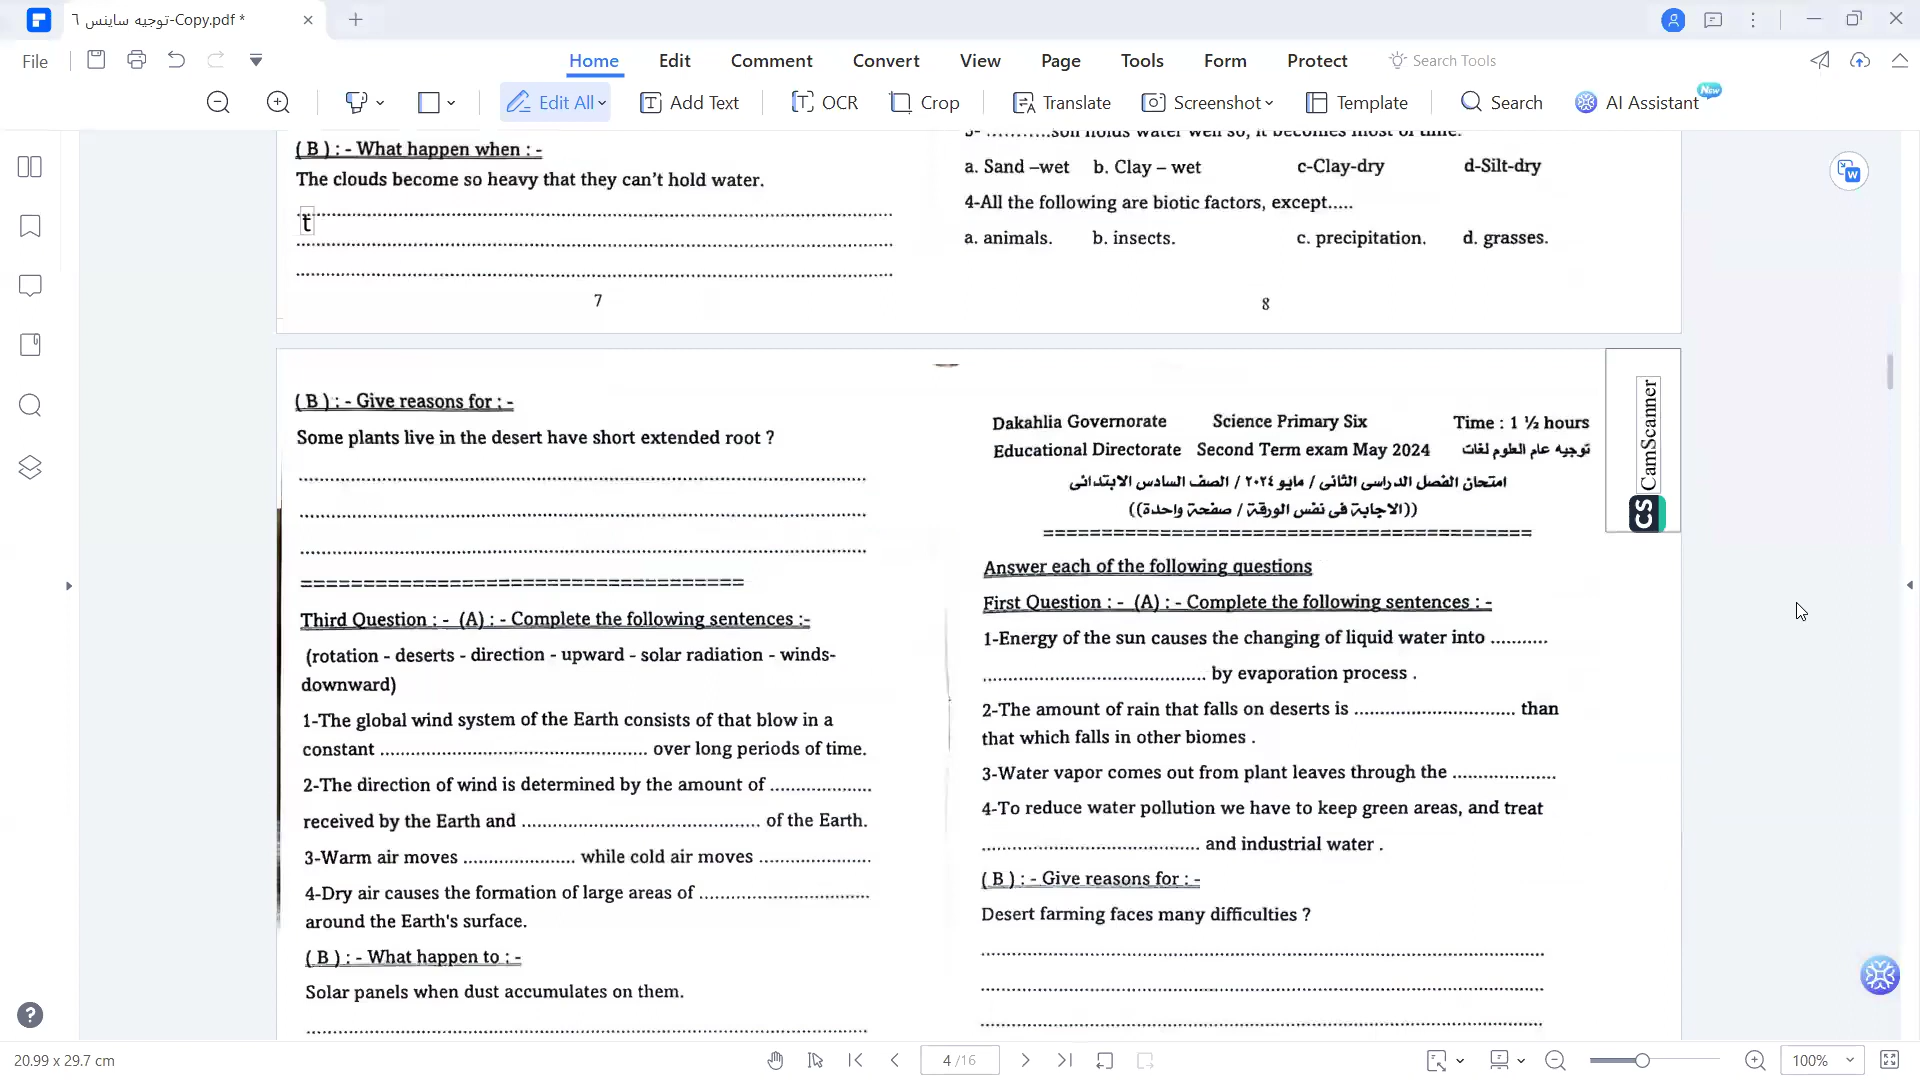 توجيه ساينس ٦-Copy.pdf *
File
Home
Edit
Comment
Convert
View
Page
Tools
Form
Protect
Search Tools
Edit All
Add Text
OCR
Crop
Translate
Screenshot
Template
Search
AI Assistant
New
( B ) : - What happen when : -
The clouds become so heavy that they can't hold water.
t
7
3- ...........soil holds water well so, it becomes most of time.
a. Sand –wet b. Clay – wet c-Clay-dry d-Silt-dry
4-All the following are biotic factors, except.....
a. animals. b. insects. c. precipitation. d. grasses.
8
( B ) : - Give reasons for : -
Some plants live in the desert have short extended root ?
===================================
Third Question : - (A) : - Complete the following sentences :-
(rotation - deserts - direction - upward - solar radiation - winds-
downward)
1-The global wind system of the Earth consists of that blow in a
constant ............................................... over long periods of time.
2-The direction of wind is determined by the amount of ..................
received by the Earth and .......................................... of the Earth.
3-Warm air moves .................... while cold air moves ....................
4-Dry air causes the formation of large areas of ..............................
around the Earth's surface.
( B ) : - What happen to : -
Solar panels when dust accumulates on them.
Dakahlia Governorate Science Primary Six Time : 1 ½ hours
Educational Directorate Second Term exam May 2024 توجيه عام العلوم لغات
امتحان الفصل الدراسى الثانى / مايو ٢٠٢٤ / الصف السادس الابتدائى
((الاجابة فى نفس الورقة / صفحة واحدة))
=======================================
Answer each of the following questions
First Question : - (A) : - Complete the following sentences : -
1-Energy of the sun causes the changing of liquid water into ..........
....................................... by evaporation process .
2-The amount of rain that falls on deserts is ............................ than
that which falls in other biomes .
3-Water vapor comes out from plant leaves through the ..................
4-To reduce water pollution we have to keep green areas, and treat
...................................... and industrial water .
( B ) : - Give reasons for : -
Desert farming faces many difficulties ?
CS CamScanner
20.99 x 29.7 cm
4 /16
100%